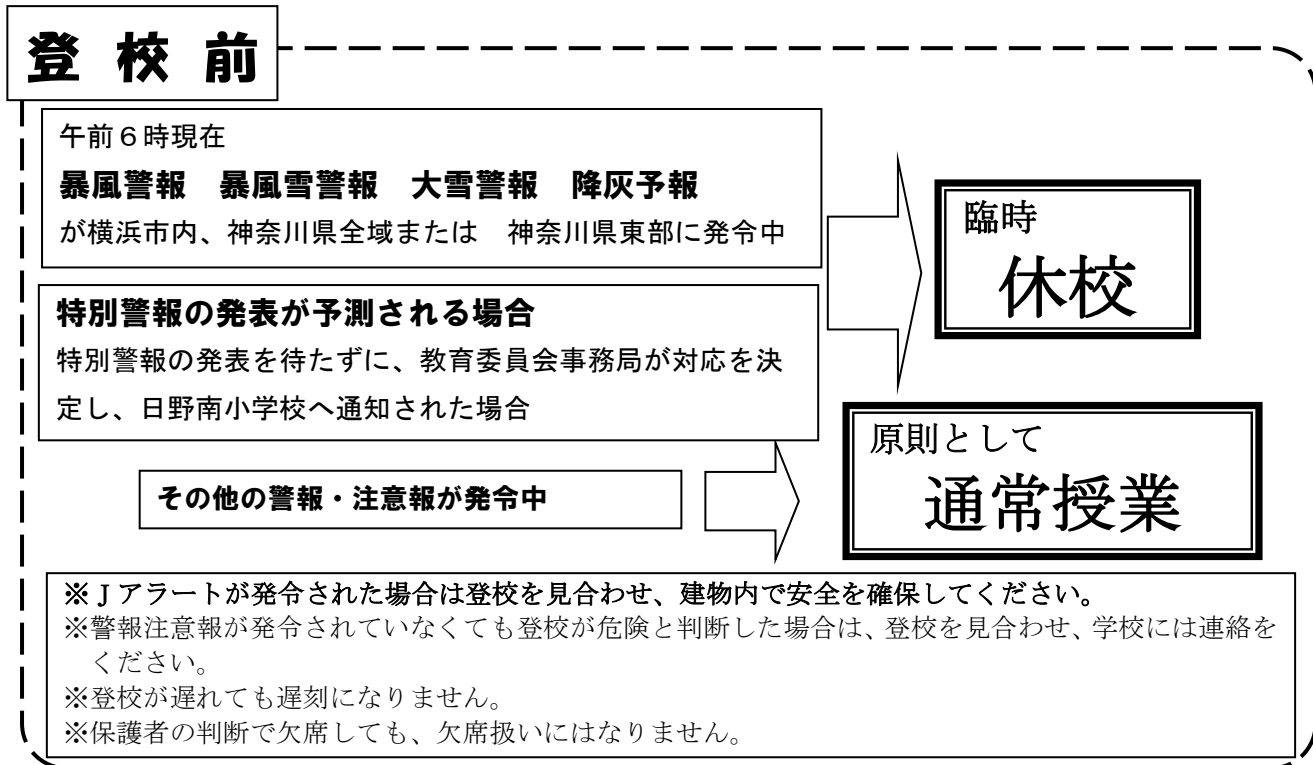 登校前
午前６時現在
暴風警報　暴風雪警報　大雪警報　降灰予報
が横浜市内、神奈川県全域または　神奈川県東部に発令中
臨時
休校
特別警報の発表が予測される場合
特別警報の発表を待たずに、教育委員会事務局が対応を決
定し、日野南小学校へ通知された場合
原則として
通常授業
その他の警報・注意報が発令中
※Ｊアラートが発令された場合は登校を見合わせ、建物内で安全を確保してください。
※警報注意報が発令されていなくても登校が危険と判断した場合は、登校を見合わせ、学校には連絡を
ください。
※登校が遅れても遅刻になりません。
※保護者の判断で欠席しても、欠席扱いにはなりません。